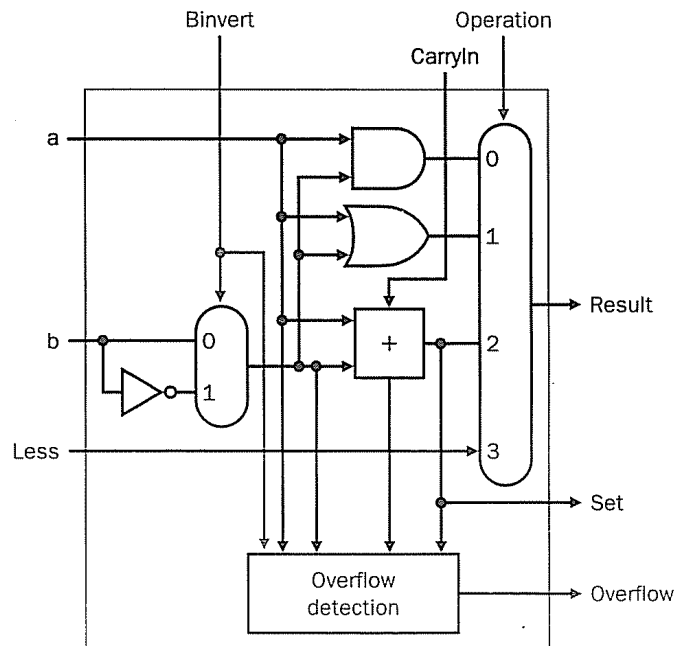 Binvert
Operation
CarryIn
a
0
1
Result
b
0
+
2
1
Less
3
Set
Overflow
detection
Overflow